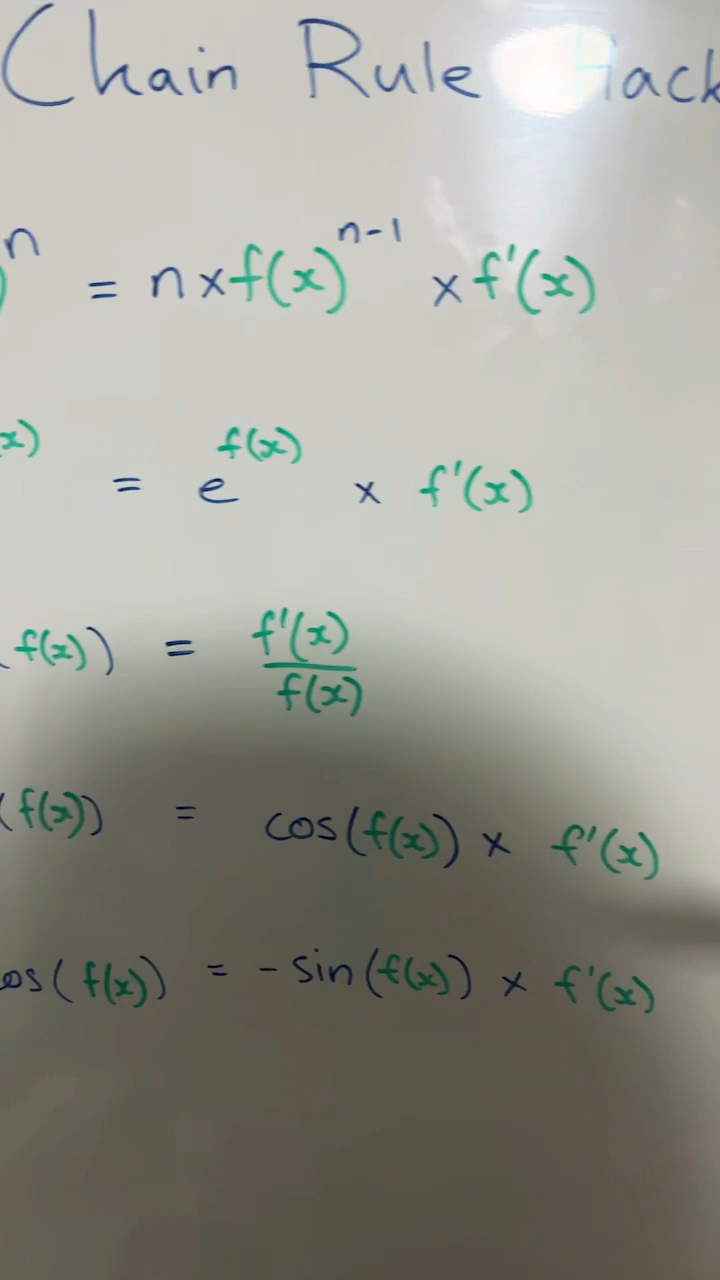 Chain Rule Hack
)ⁿ = n×f(x)ⁿ⁻¹ × f'(x)
x) = e^f(x) × f'(x)
(f(x)) = f'(x)/f(x)
(f(x)) = cos(f(x)) × f'(x)
os(f(x)) = -sin(f(x)) × f'(x)